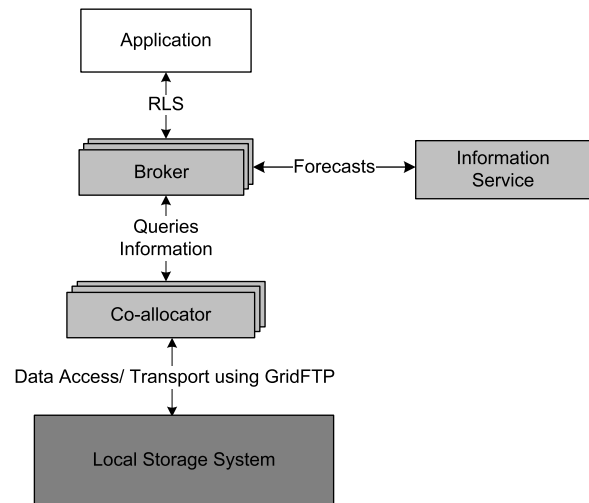 Application
RLS
Broker
Forecasts
Information
Service
Queries
Information
Co-allocator
Data Access/ Transport using GridFTP
Local Storage System